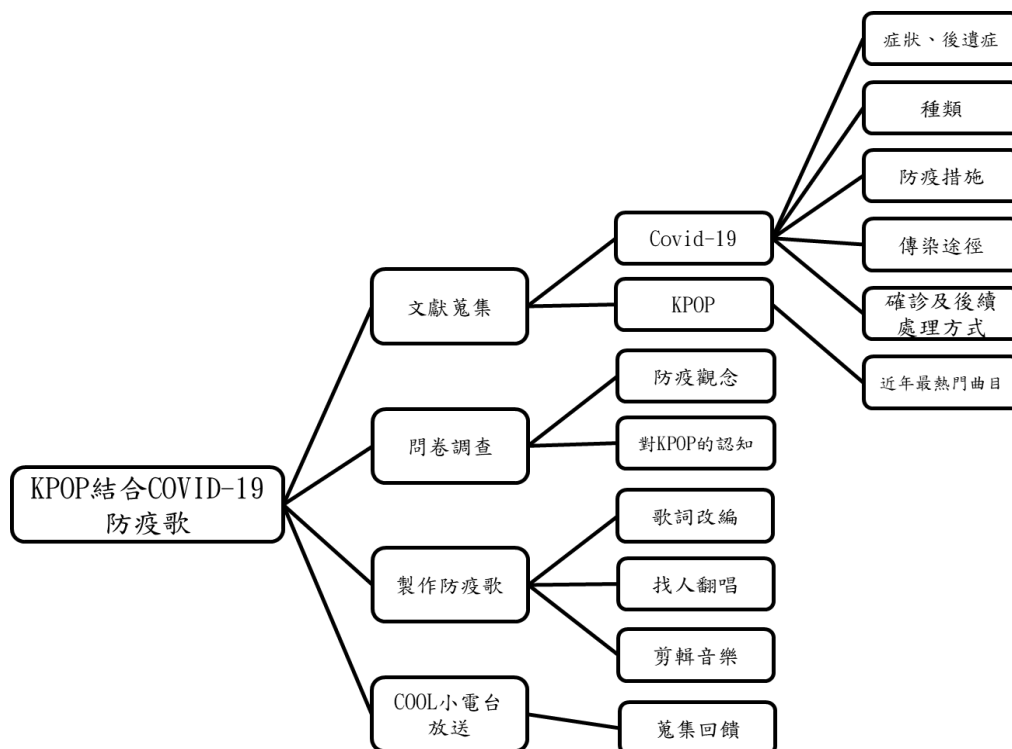 KPOP結合COVID-19
防疫歌
文獻蒐集
Covid-19
症狀、後遺症
種類
防疫措施
傳染途徑
確診及後續
處理方式
KPOP
近年最熱門曲目
問卷調查
防疫觀念
對KPOP的認知
製作防疫歌
歌詞改編
找人翻唱
剪輯音樂
COOL小電台
放送
蒐集回饋